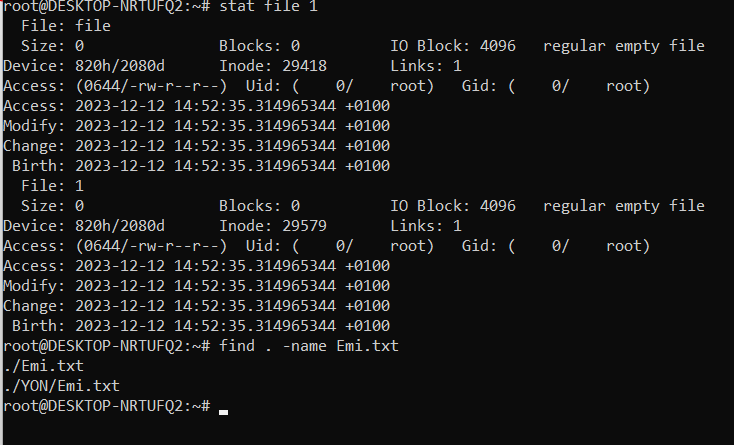 root@DESKTOP-NRTUFQ2:~# stat file 1
  File: file
  Size: 0               Blocks: 0          IO Block: 4096   regular empty file
Device: 820h/2080d      Inode: 29418       Links: 1
Access: (0644/-rw-r--r--)  Uid: (    0/    root)   Gid: (    0/    root)
Access: 2023-12-12 14:52:35.314965344 +0100
Modify: 2023-12-12 14:52:35.314965344 +0100
Change: 2023-12-12 14:52:35.314965344 +0100
 Birth: 2023-12-12 14:52:35.314965344 +0100
  File: 1
  Size: 0               Blocks: 0          IO Block: 4096   regular empty file
Device: 820h/2080d      Inode: 29579       Links: 1
Access: (0644/-rw-r--r--)  Uid: (    0/    root)   Gid: (    0/    root)
Access: 2023-12-12 14:52:35.314965344 +0100
Modify: 2023-12-12 14:52:35.314965344 +0100
Change: 2023-12-12 14:52:35.314965344 +0100
 Birth: 2023-12-12 14:52:35.314965344 +0100
root@DESKTOP-NRTUFQ2:~# find . -name Emi.txt
./Emi.txt
./YON/Emi.txt
root@DESKTOP-NRTUFQ2:~#